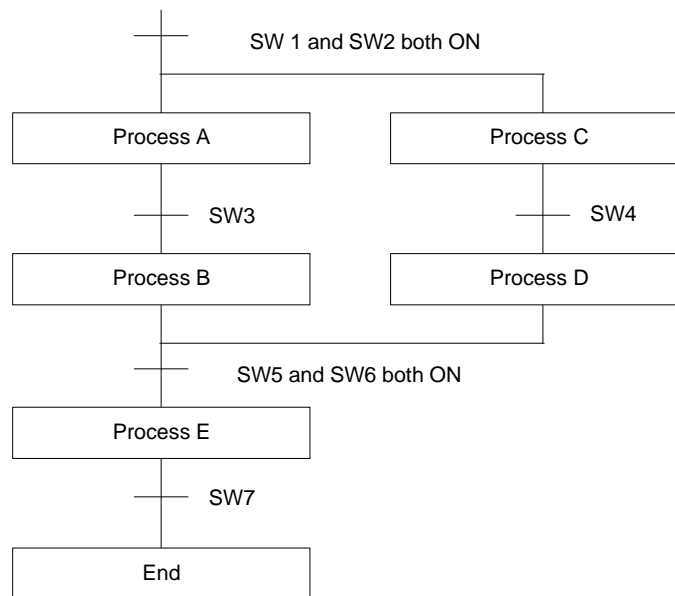 SW 1 and SW2 both ON
Process A
Process C
SW3
SW4
Process B
Process D
SW5 and SW6 both ON
Process E
SW7
End